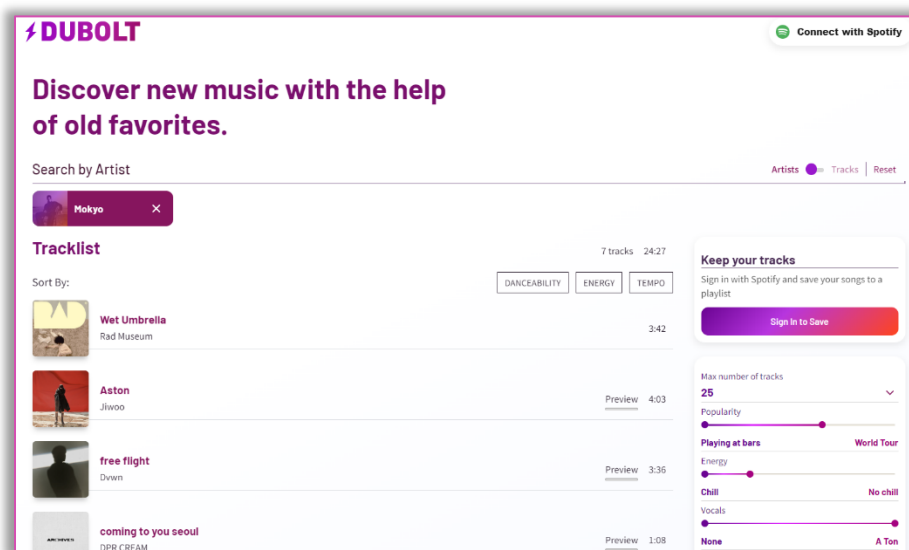 DUBOLT
Connect with Spotify
Discover new music with the help
of old favorites.
Search by Artist
Artists Tracks | Reset
Mokyo ×
Tracklist
7 tracks 24:27
Sort By:
DANCEABILITY ENERGY TEMPO
Wet Umbrella
Rad Museum
3:42
Aston
Jiwoo
Preview 4:03
free flight
Dvwn
Preview 3:36
ARCHIVES
coming to you seoul
DPR CREAM
Preview 1:08
Keep your tracks
Sign in with Spotify and save your songs to a
playlist
Sign In to Save
Max number of tracks
25
Popularity
Playing at bars World Tour
Energy
Chill No chill
Vocals
None A Ton